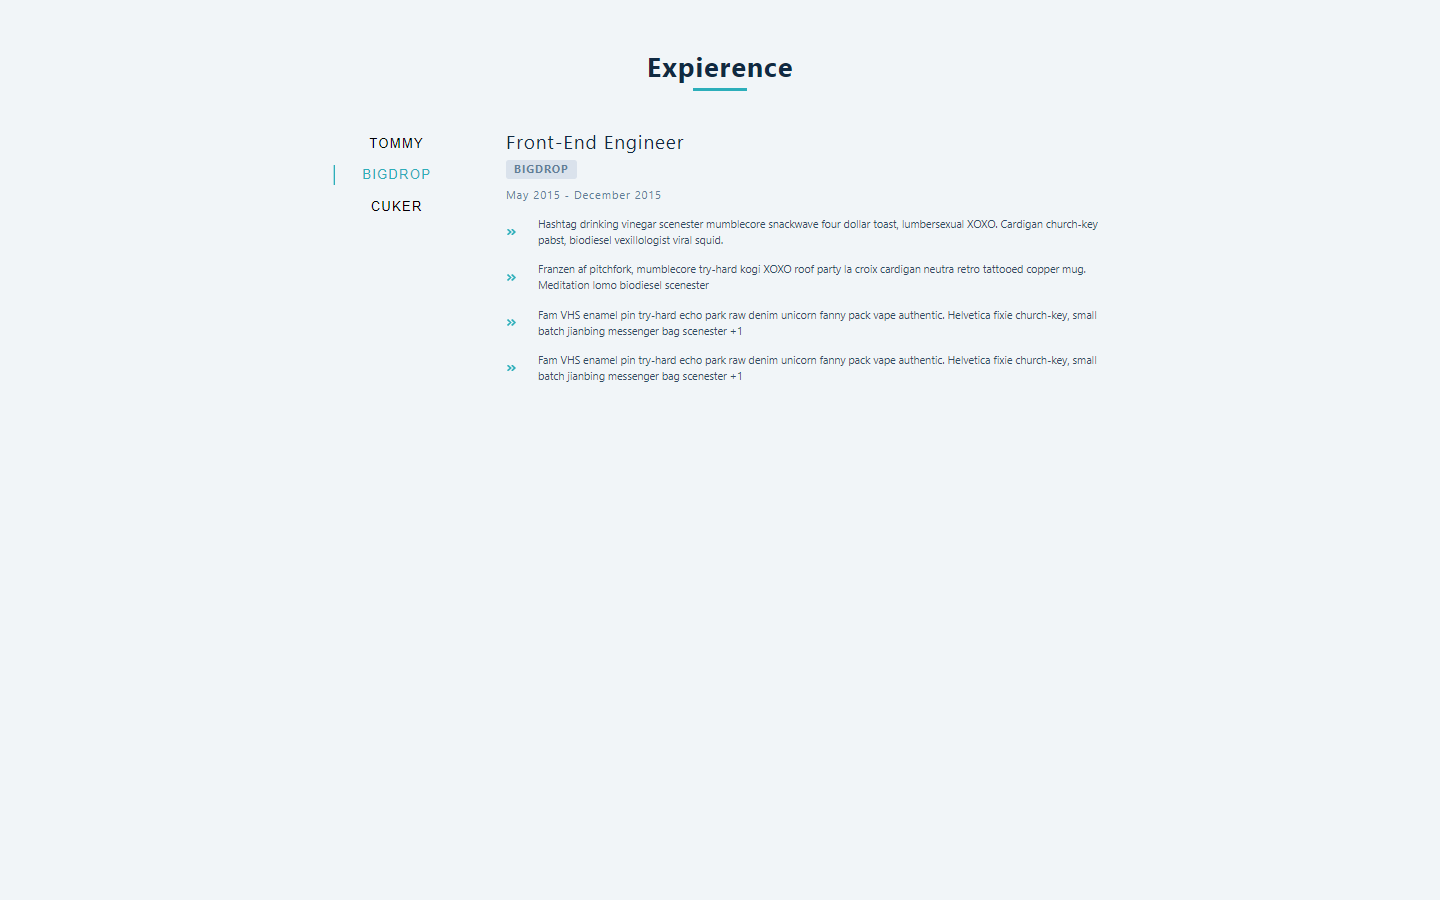 Expierence
TOMMY
BIGDROP
CUKER
Front-End Engineer
BIGDROP
May 2015 - December 2015
» Hashtag drinking vinegar scenester mumblecore snackwave four dollar toast, lumbersexual XOXO. Cardigan church-key
pabst, biodiesel vexillologist viral squid.
» Franzen af pitchfork, mumblecore try-hard kogi XOXO roof party la croix cardigan neutra retro tattooed copper mug.
Meditation lomo biodiesel scenester
» Fam VHS enamel pin try-hard echo park raw denim unicorn fanny pack vape authentic. Helvetica fixie church-key, small
batch jianbing messenger bag scenester +1
» Fam VHS enamel pin try-hard echo park raw denim unicorn fanny pack vape authentic. Helvetica fixie church-key, small
batch jianbing messenger bag scenester +1